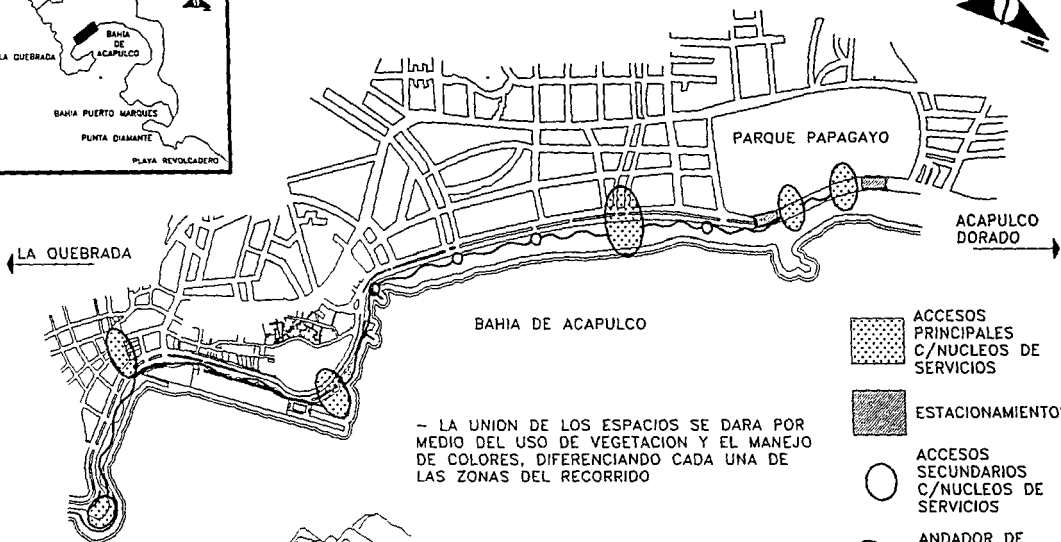 BAHIA
DE
ACAPULCO
LA QUEBRADA
BAHIA PUERTO MARQUES
PUNTA DIAMANTE
PLAYA REVOLCADERO
PARQUE PAPAGAYO
ACAPULCO
DORADO
LA QUEBRADA
BAHIA DE ACAPULCO
- LA UNION DE LOS ESPACIOS SE DARA POR
MEDIO DEL USO DE VEGETACION Y EL MANEJO
DE COLORES, DIFERENCIANDO CADA UNA DE
LAS ZONAS DEL RECORRIDO
ACCESOS
PRINCIPALES
C/NUCLEOS DE
SERVICIOS
ESTACIONAMIENTO
ACCESOS
SECUNDARIOS
C/NUCLEOS DE
SERVICIOS
ANDADOR DE